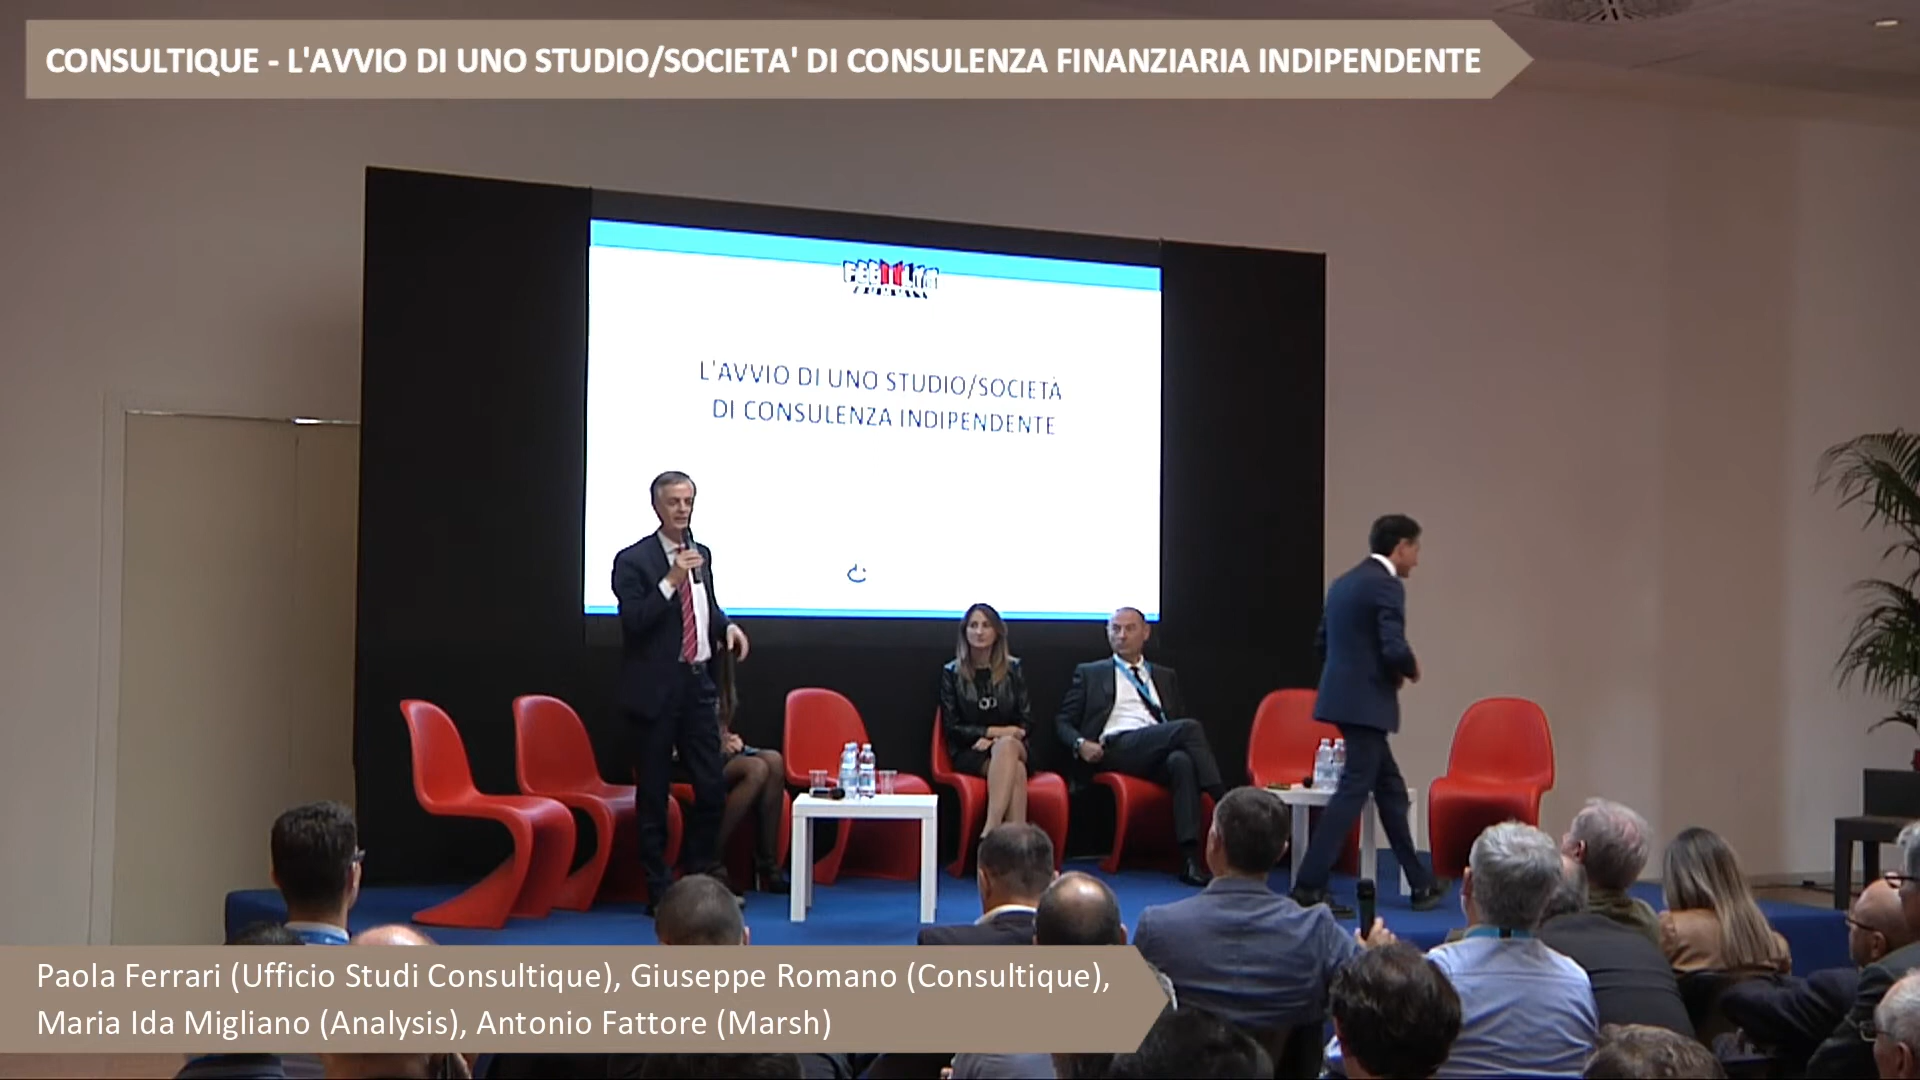 CONSULTIQUE - L'AVVIO DI UNO STUDIO/SOCIETA' DI CONSULENZA FINANZIARIA INDIPENDENTE
L'AVVIO DI UNO STUDIO/SOCIETÀ
DI CONSULENZA INDIPENDENTE
Paola Ferrari (Ufficio Studi Consultique), Giuseppe Romano (Consultique),
Maria Ida Migliano (Analysis), Antonio Fattore (Marsh)